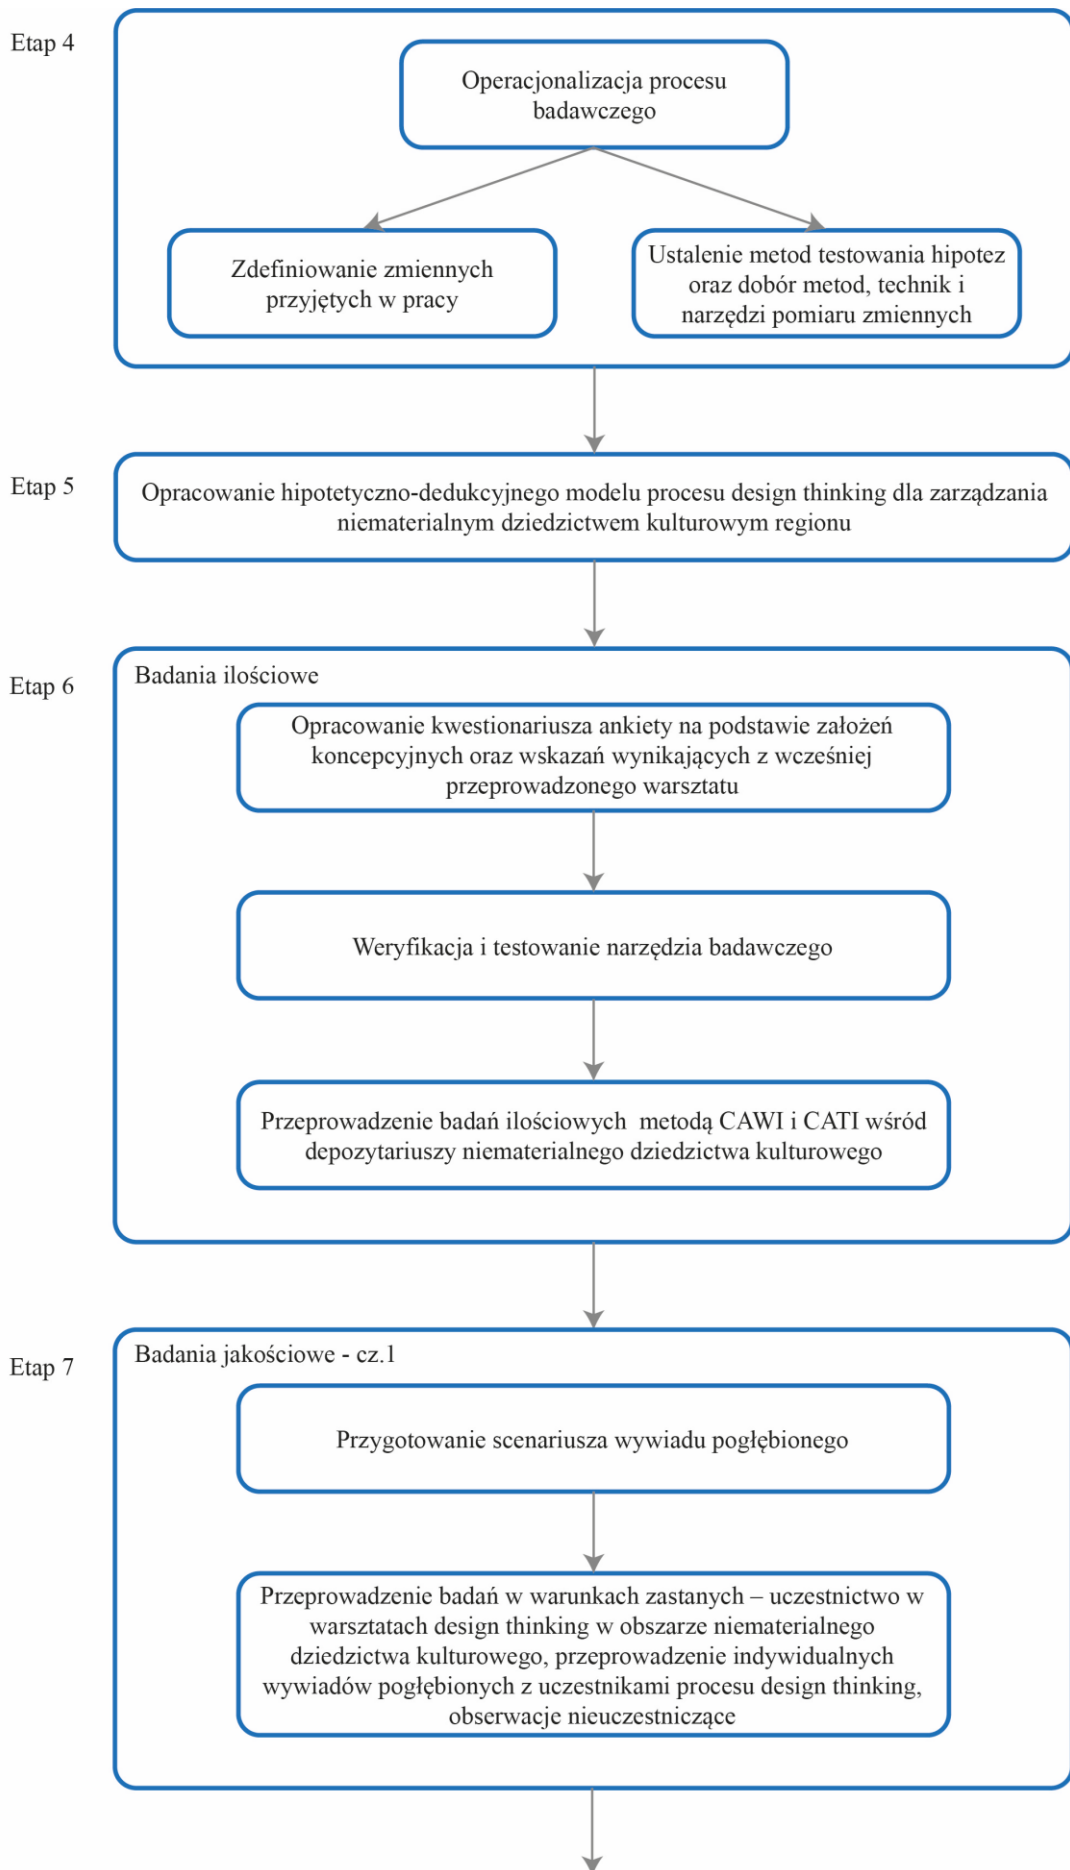 Etap 4
Operacjonalizacja procesu
badawczego
Zdefiniowanie zmiennych
przyjętych w pracy
Ustalenie metod testowania hipotez
oraz dobór metod, technik i
narzędzi pomiaru zmiennych
Etap 5
Opracowanie hipotetyczno-dedukcyjnego modelu procesu design thinking dla zarządzania
niematerialnym dziedzictwem kulturowym regionu
Etap 6
Badania ilościowe
Opracowanie kwestionariusza ankiety na podstawie założeń
koncepcyjnych oraz wskazań wynikających z wcześniej
przeprowadzonego warsztatu
Weryfikacja i testowanie narzędzia badawczego
Przeprowadzenie badań ilościowych metodą CAWI i CATI wśród
depozytariuszy niematerialnego dziedzictwa kulturowego
Etap 7
Badania jakościowe - cz.1
Przygotowanie scenariusza wywiadu pogłębionego
Przeprowadzenie badań w warunkach zastanych – uczestnictwo w
warsztatach design thinking w obszarze niematerialnego
dziedzictwa kulturowego, przeprowadzenie indywidualnych
wywiadów pogłębionych z uczestnikami procesu design thinking,
obserwacje nieuczestniczące